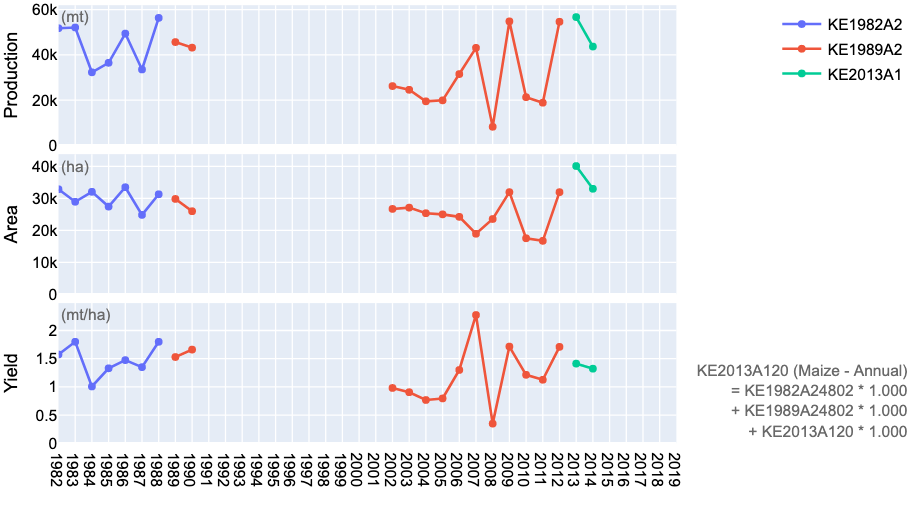 60k
(mt)
40k
20k
0
Production
KE1982A2
KE1989A2
KE2013A1
40k
(ha)
30k
20k
10k
0
Area
(mt/ha)
2
1.5
1
0.5
0
Yield
KE2013A120 (Maize - Annual)
= KE1982A24802 * 1.000
+ KE1989A24802 * 1.000
+ KE2013A120 * 1.000
1982 1983 1984 1985 1986 1987 1988 1989 1990 1991 1992 1993 1994 1995 1996 1997 1998 1999 2000 2001 2002 2003 2004 2005 2006 2007 2008 2009 2010 2011 2012 2013 2014 2015 2016 2017 2018 2019